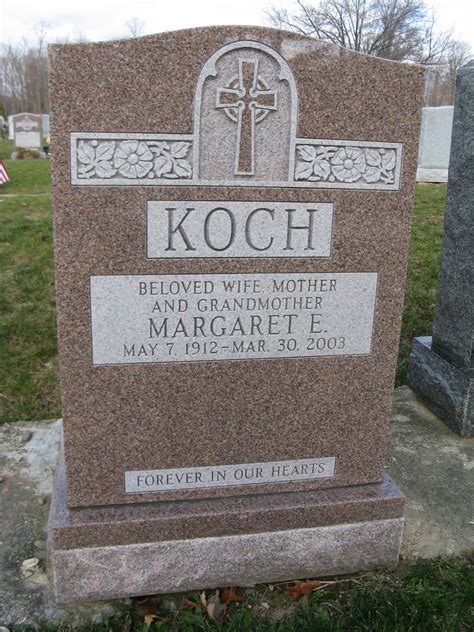 KOCH
BELOVED WIFE, MOTHER
AND GRANDMOTHER
MARGARET E.
MAY 7, 1912 – MAR. 30, 2003
FOREVER IN OUR HEARTS